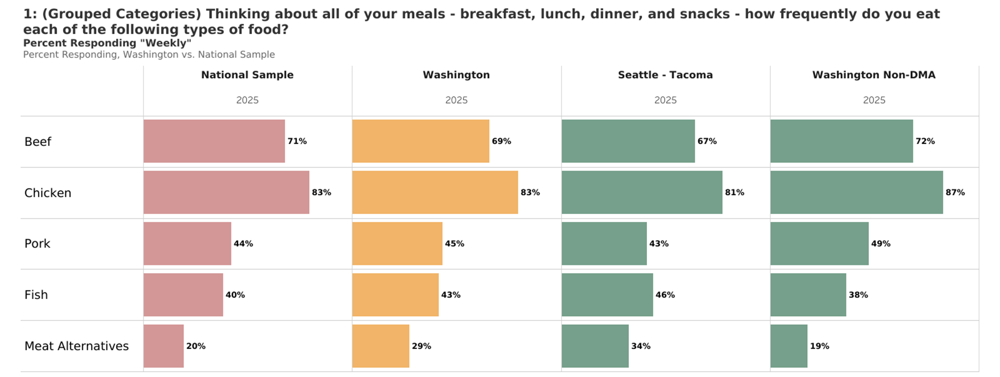 1: (Grouped Categories) Thinking about all of your meals - breakfast, lunch, dinner, and snacks - how frequently do you eat
each of the following types of food?
Percent Responding "Weekly"
Percent Responding, Washington vs. National Sample
National Sample Washington Seattle - Tacoma Washington Non-DMA
2025 2025 2025 2025
Beef 71% 69% 67% 72%
Chicken 83% 83% 81% 87%
Pork 44% 45% 43% 49%
Fish 40% 43% 46% 38%
Meat Alternatives 20% 29% 34% 19%